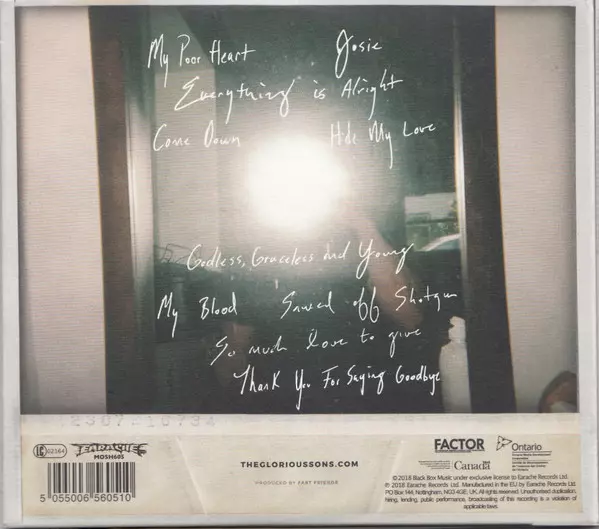 My Poor Heart Josie
Everything is Alright
Come Down Hide My Love
Godless, Graceless and Young
My Blood Sawed off Shotgun
So much love to give
Thank You For Saying Goodbye
LC 02164
EARACHE
MOSH605
5 055006 560510
THEGLORIOUSSONS.COM
PRODUCED BY FAST FRIENDS
FACTOR
Canada
Ontario
©2018 Black Box Music under exclusive license to Earache Records Ltd.
℗ 2018 Earache Records Ltd. Manufactured in the EU by Earache Records Ltd
PO Box 144, Nottingham, NG3 4GE, UK. All rights reserved. Unauthorised duplication,
hiring, lending, public performance, broadcasting of this recording is a violation of
applicable laws.